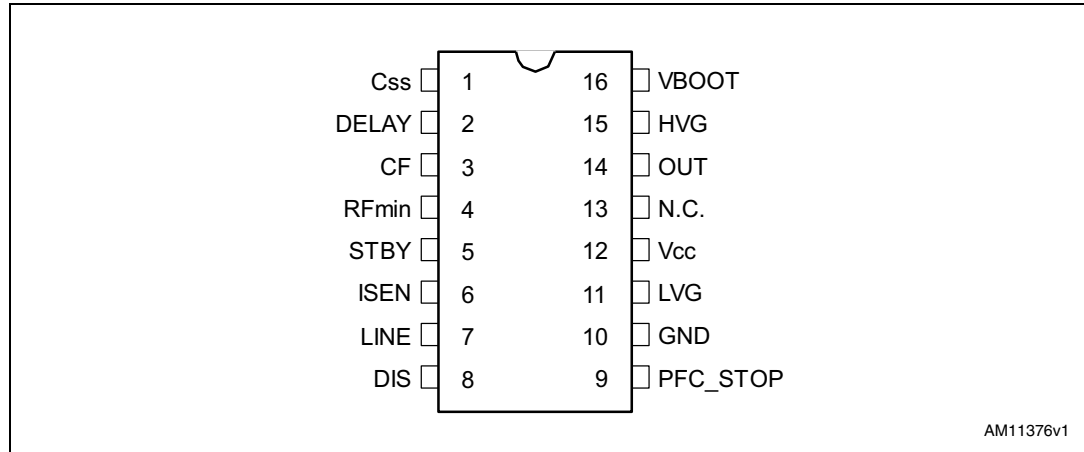 Css 1 16 VBOOT
DELAY 2 15 HVG
CF 3 14 OUT
RFmin 4 13 N.C.
STBY 5 12 Vcc
ISEN 6 11 LVG
LINE 7 10 GND
DIS 8 9 PFC_STOP
AM11376v1